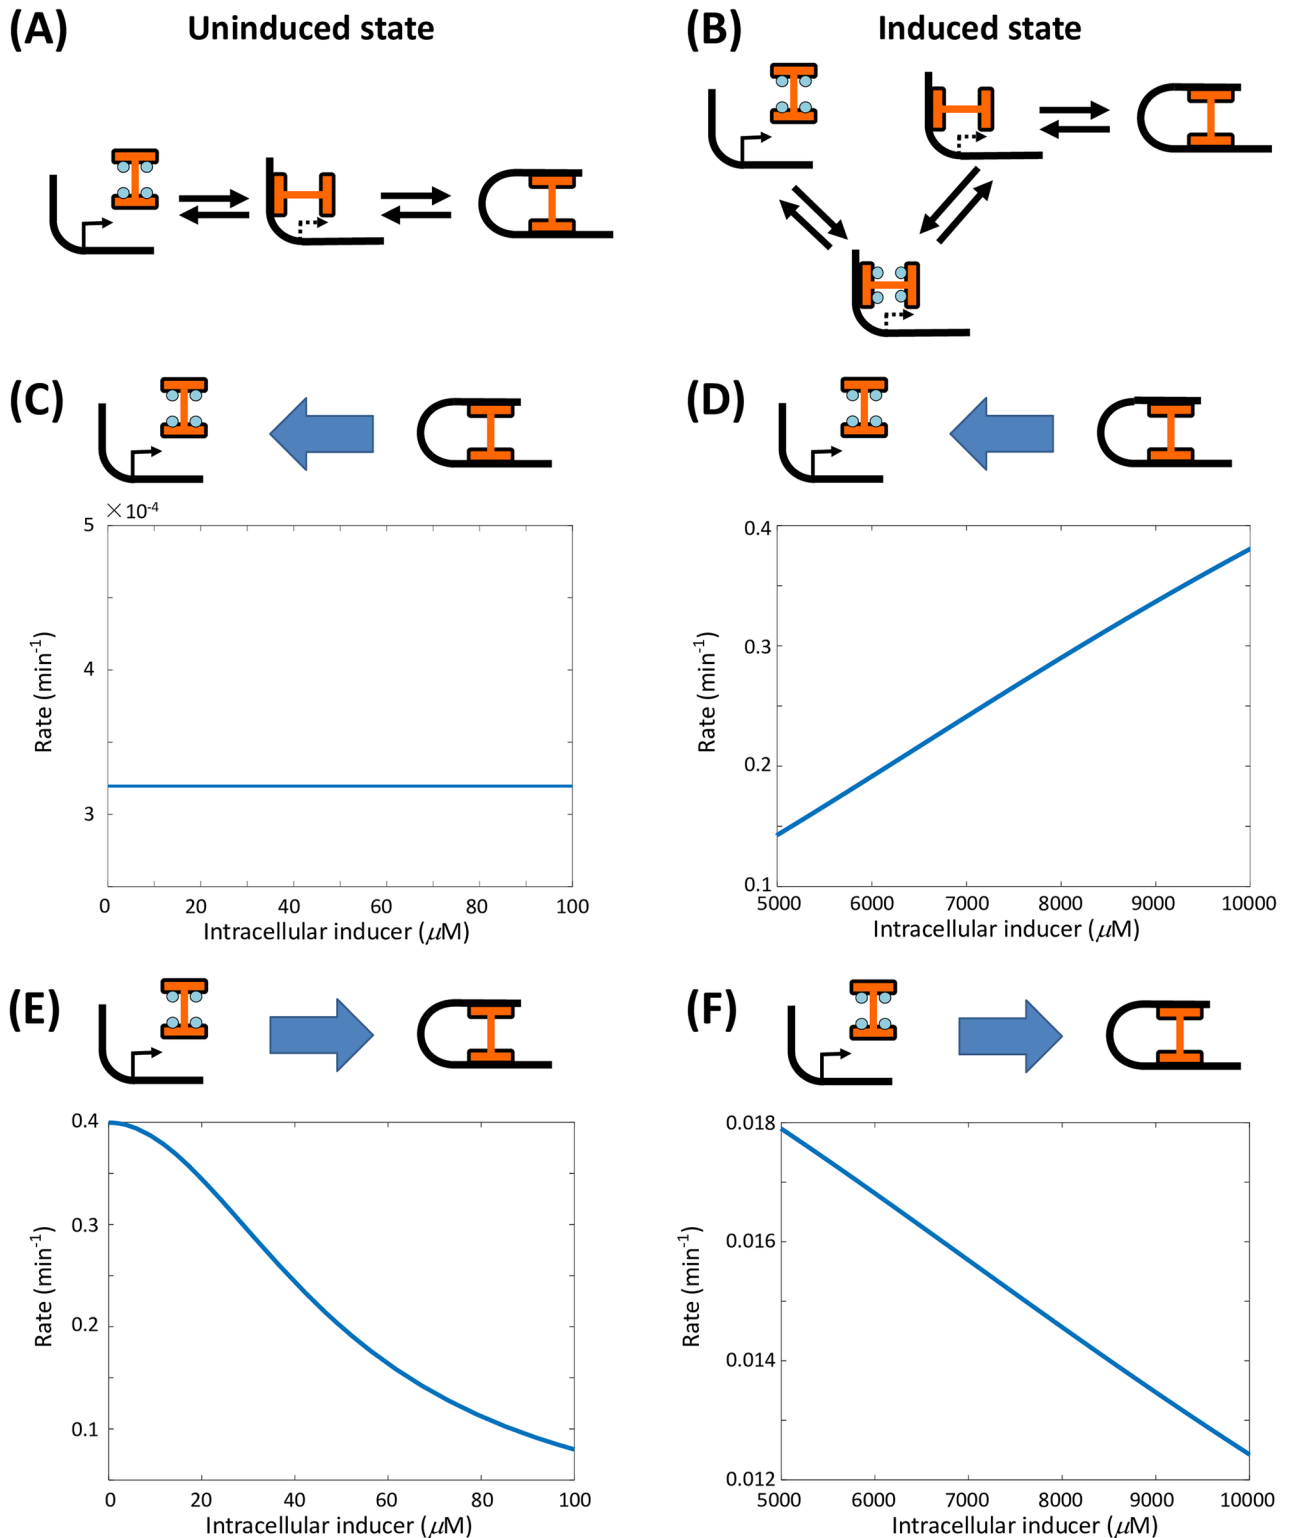 (A) Uninduced state
(B) Induced state
(C)
(D)
×10⁻⁴
5
4
3
Rate (min⁻¹)
0 20 40 60 80 100
Intracellular inducer (μM)
0.4
0.3
0.2
0.1
Rate (min⁻¹)
5000 6000 7000 8000 9000 10000
Intracellular inducer (μM)
(E)
(F)
0.4
0.3
0.2
0.1
Rate (min⁻¹)
0 20 40 60 80 100
Intracellular inducer (μM)
0.018
0.016
0.014
0.012
Rate (min⁻¹)
5000 6000 7000 8000 9000 10000
Intracellular inducer (μM)